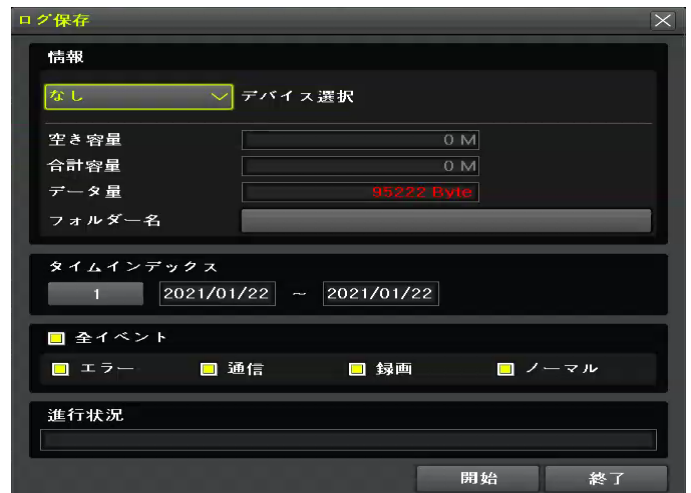 ログ保存
情報
なし デバイス選択
空き容量 0 M
合計容量 0 M
データ量 95222 Byte
フォルダー名
タイムインデックス
1 2021/01/22 ~ 2021/01/22
全イベント
エラー 通信 録画 ノーマル
進行状況
開始 終了